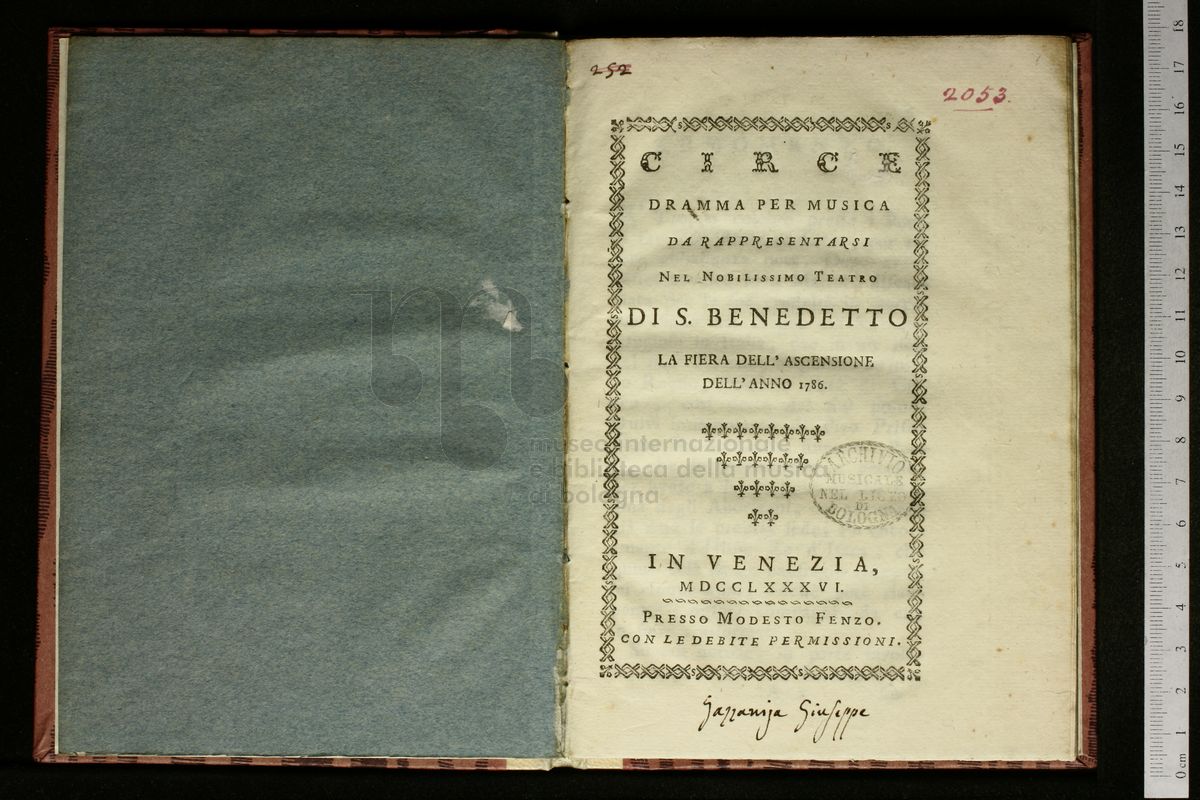 252
2053.
CIRCE
DRAMMA PER MUSICA
DA RAPPRESENTARSI
NEL NOBILISSIMO TEATRO
DI S. BENEDETTO
LA FIERA DELL' ASCENSIONE
DELL' ANNO 1786.
museo internazionale
e biblioteca della musica
di bologna
ARCHIVIO
MUSICALE
NEL LICEO
DI
BOLOGNA
IN VENEZIA,
MDCCLXXXVI.
PRESSO MODESTO FENZO.
CON LE DEBITE PERMISSIONI.
Gazzaniga Giuseppe
0 cm 1 2 3 4 5 6 7 8 9 10 11 12 13 14 15 16 17 18